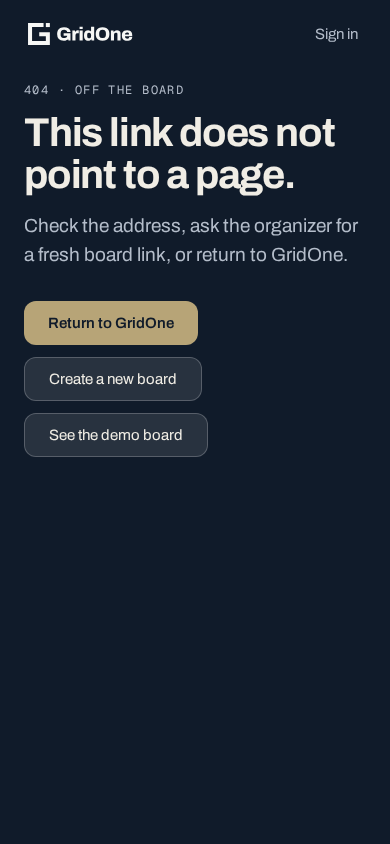 GridOne
Sign in
404 · OFF THE BOARD
This link does not
point to a page.
Check the address, ask the organizer for
a fresh board link, or return to GridOne.
Return to GridOne
Create a new board
See the demo board